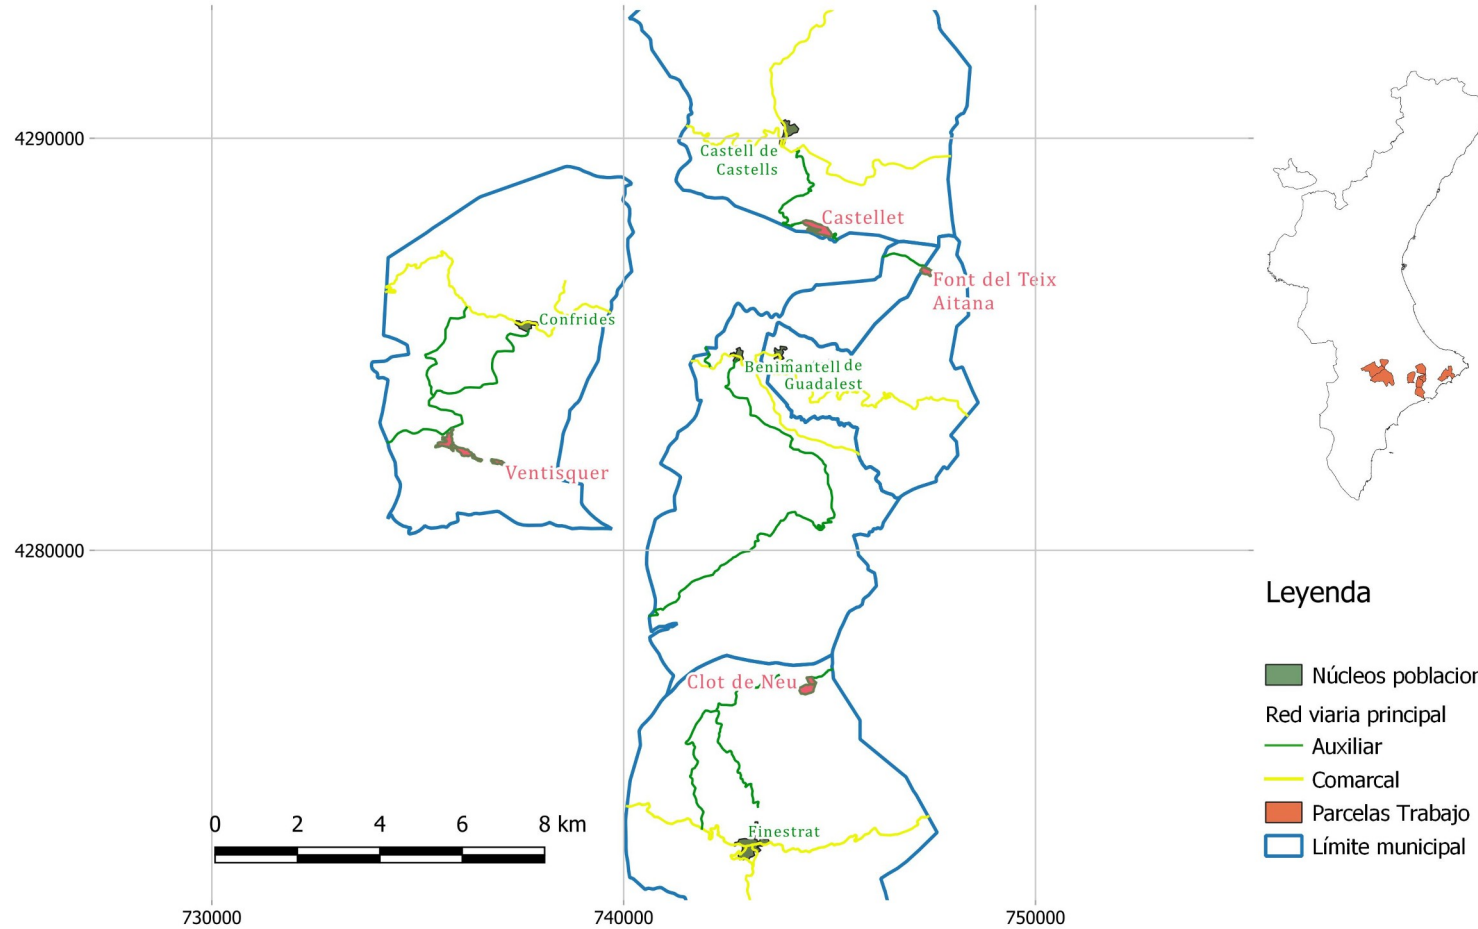 4290000
Castell de
Castells
Castellet
Font del Teix
Aitana
Confrides
Benimantell de
Guadalest
Ventisquer
4280000
Leyenda
Núcleos poblacion
Red viaria principal
Auxiliar
Comarcal
Parcelas Trabajo
Límite municipal
Clot de Neu
Finestrat
0 2 4 6 8 km
730000 740000 750000